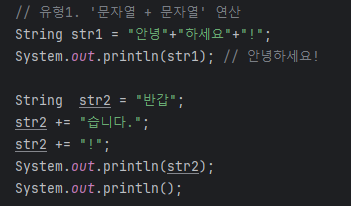 // 유형1. '문자열 + 문자열' 연산
String str1 = "안녕"+"하세요"+"!";
System.out.println(str1); // 안녕하세요!
String  str2 = "반갑";
str2 += "습니다.";
str2 += "!";
System.out.println(str2);
System.out.println();